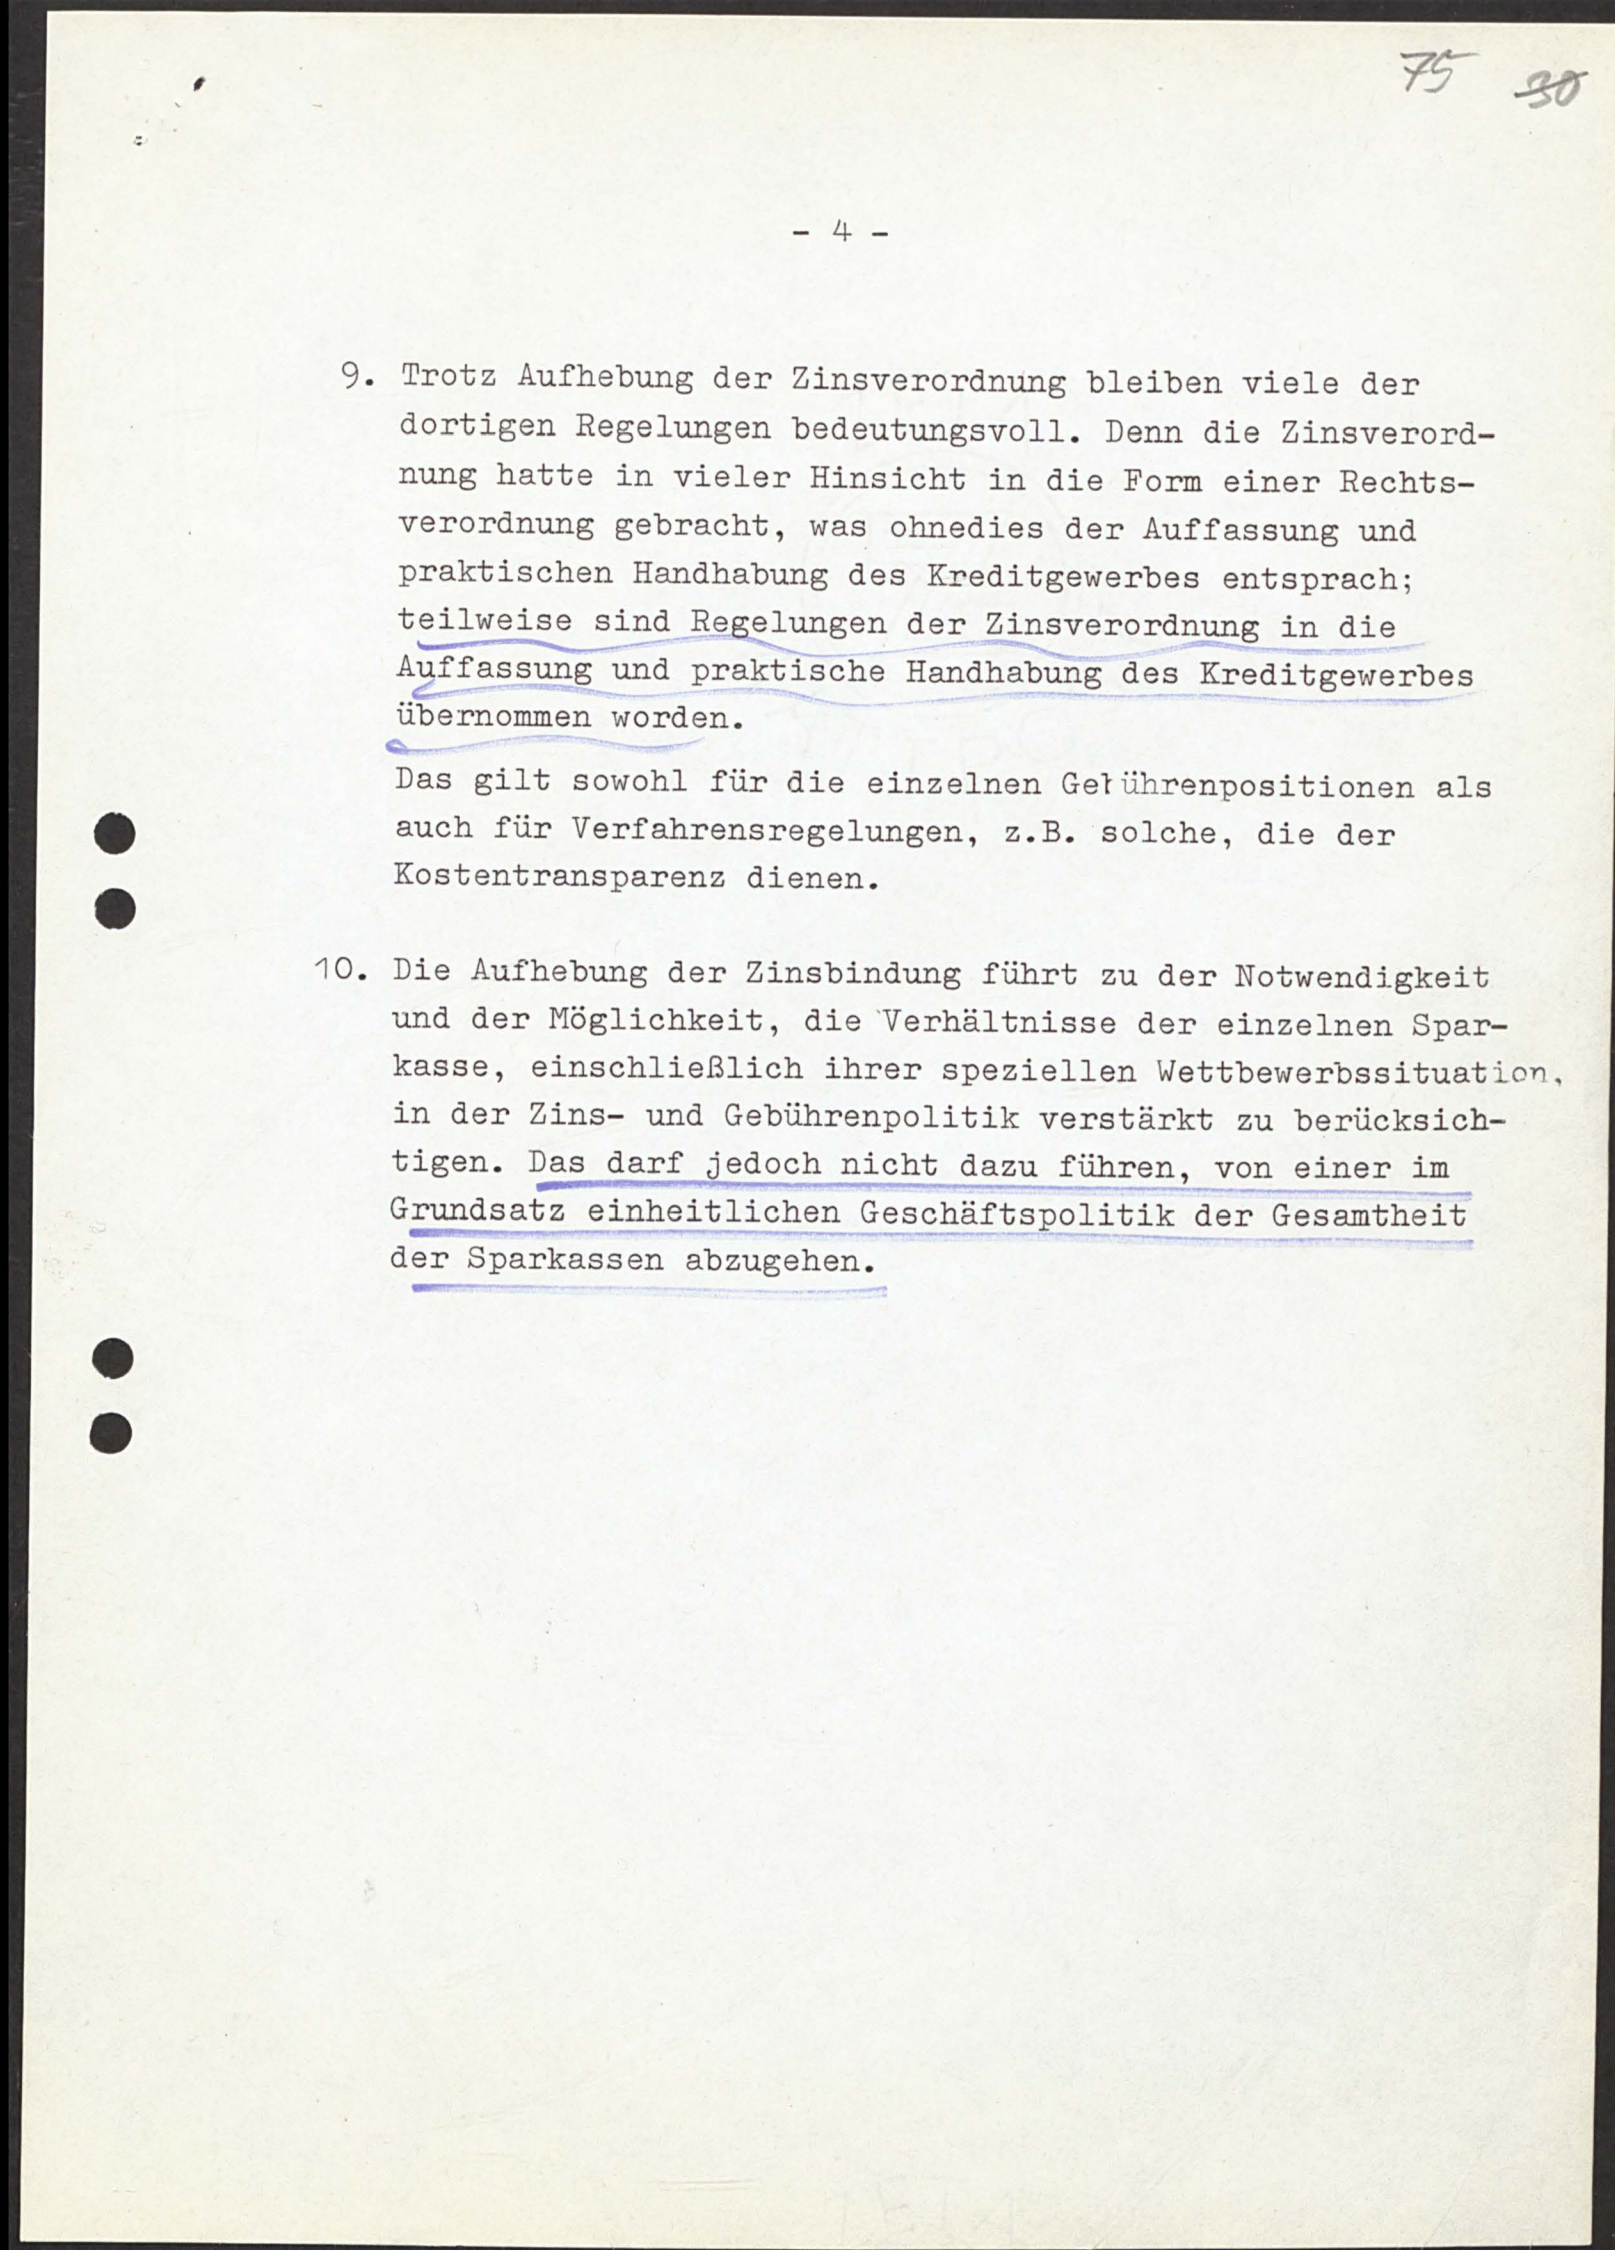 75 30
- 4 -
9. Trotz Aufhebung der Zinsverordnung bleiben viele der
dortigen Regelungen bedeutungsvoll. Denn die Zinsverord-
nung hatte in vieler Hinsicht in die Form einer Rechts-
verordnung gebracht, was ohnedies der Auffassung und
praktischen Handhabung des Kreditgewerbes entsprach;
teilweise sind Regelungen der Zinsverordnung in die
Auffassung und praktische Handhabung des Kreditgewerbes
übernommen worden.
Das gilt sowohl für die einzelnen Gebührenpositionen als
auch für Verfahrensregelungen, z.B. solche, die der
Kostentransparenz dienen.
10. Die Aufhebung der Zinsbindung führt zu der Notwendigkeit
und der Möglichkeit, die Verhältnisse der einzelnen Spar-
kasse, einschließlich ihrer speziellen Wettbewerbssituation,
in der Zins- und Gebührenpolitik verstärkt zu berücksich-
tigen. Das darf jedoch nicht dazu führen, von einer im
Grundsatz einheitlichen Geschäftspolitik der Gesamtheit
der Sparkassen abzugehen.